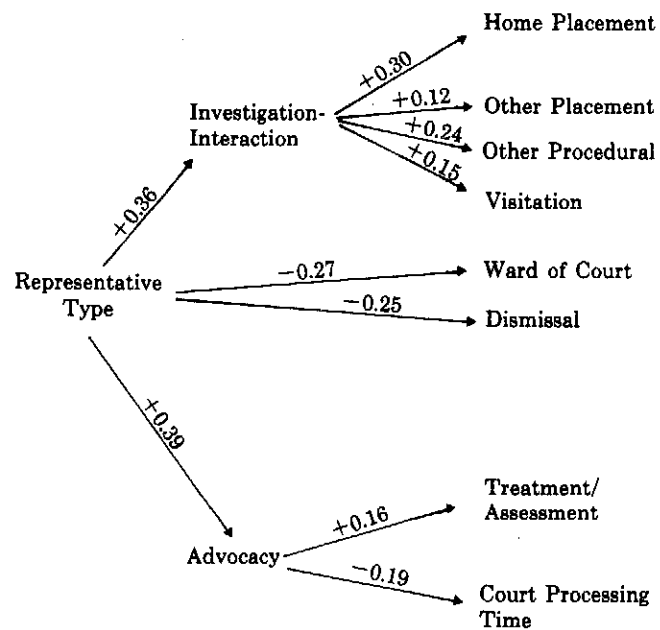 Home Placement
+0.30
Investigation-
Interaction
+0.12
Other Placement
+0.24
Other Procedural
+0.15
Visitation
+0.36
Representative
Type
−0.27
Ward of Court
−0.25
Dismissal
+0.39
Advocacy
+0.16
Treatment/
Assessment
−0.19
Court Processing
Time